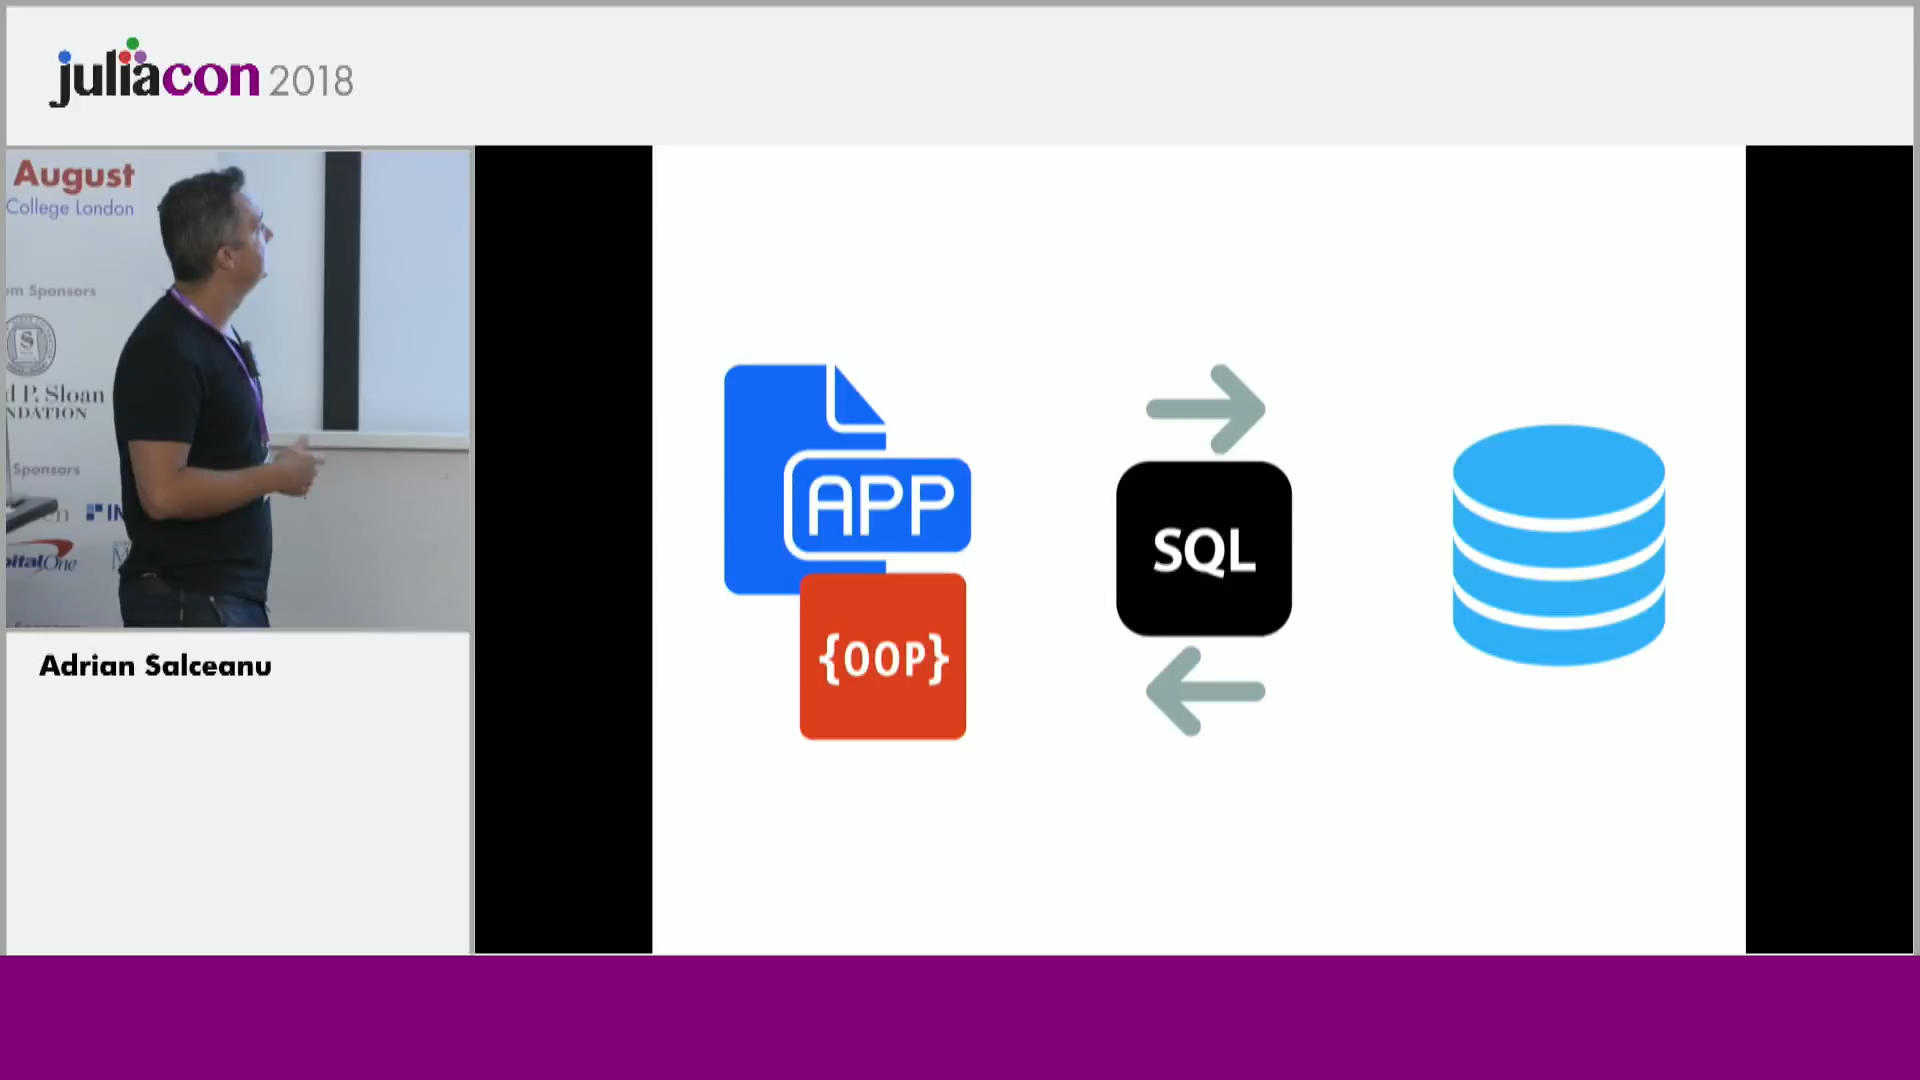 juliacon 2018
August
College London
Sponsors
d P. Sloan
NDATION
Sponsors
Adrian Salceanu
APP
{OOP}
SQL